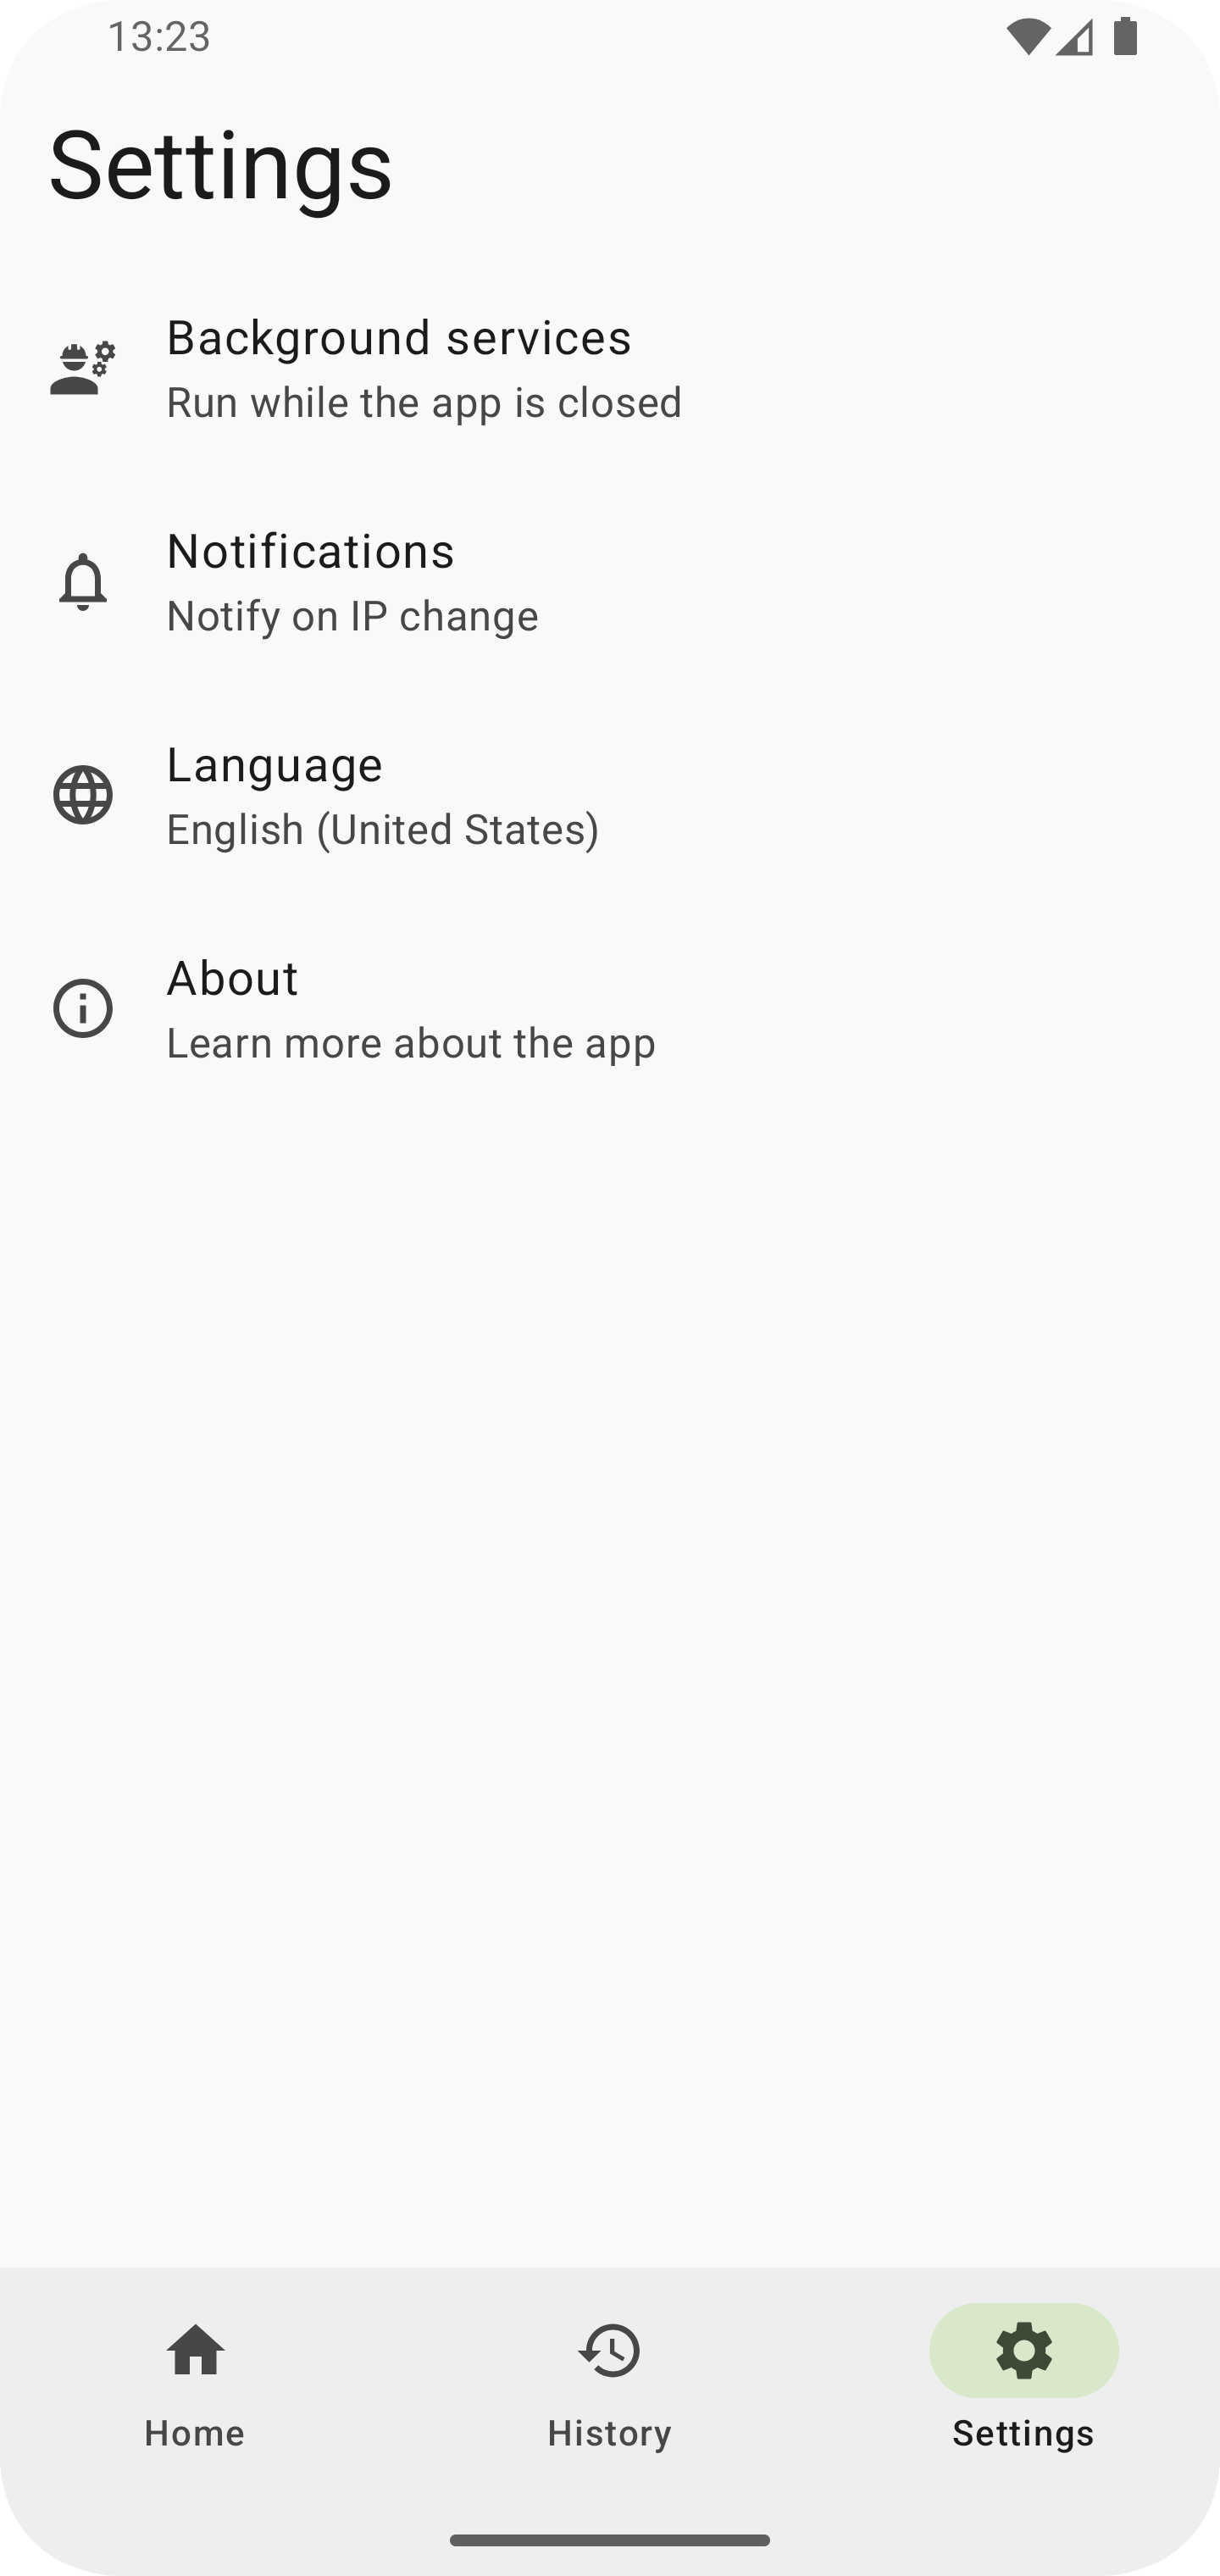 13:23
Settings
Background services
Run while the app is closed
Notifications
Notify on IP change
Language
English (United States)
About
Learn more about the app
Home
History
Settings